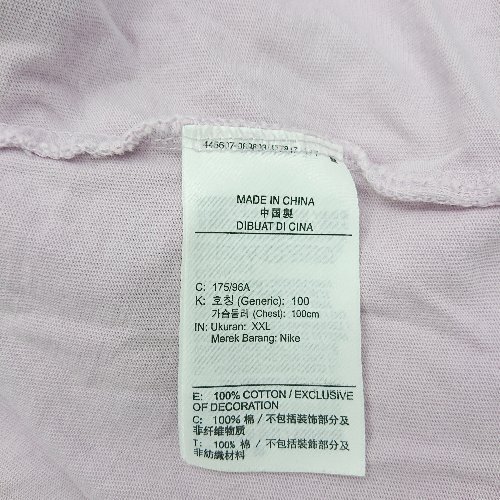 MADE IN CHINA
中国製
DIBUAT DI CINA
C: 175/96A
K: 호칭 (Generic): 100
가슴둘레 (Chest): 100cm
IN: Ukuran: XXL
Merek Barang: Nike
E: 100% COTTON / EXCLUSIVE
OF DECORATION
C: 100% 棉 / 不包括装饰部分及
非纤维物质
T: 100% 棉 / 不包括裝飾部分及
非紡織材料